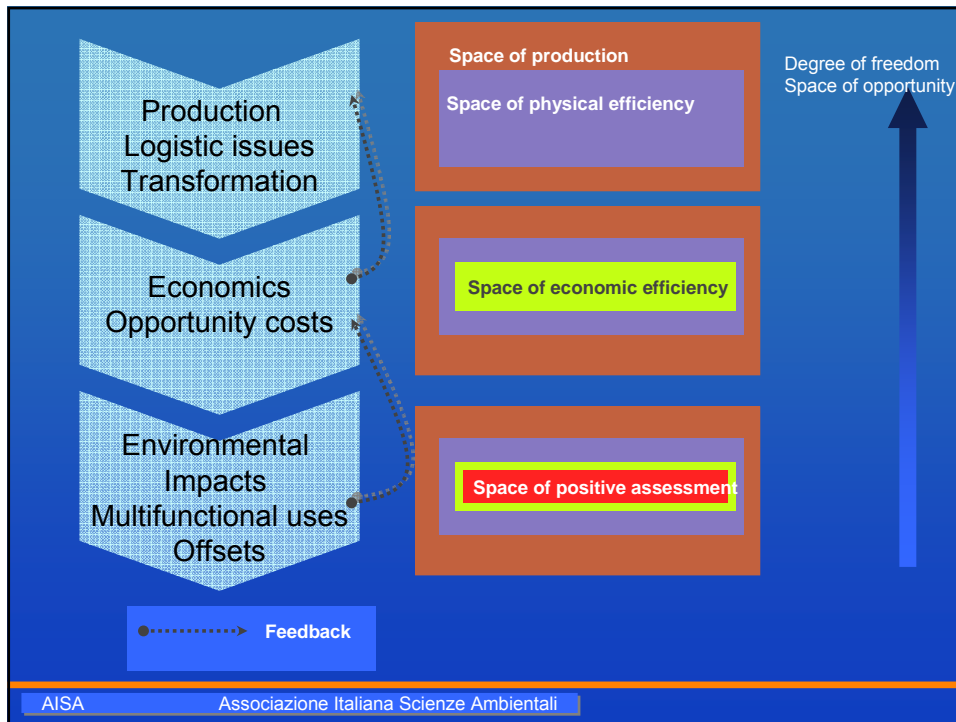 Production
Logistic issues
Transformation
Space of production
Space of physical efficiency
Degree of freedom
Space of opportunity
Economics
Opportunity costs
Space of economic efficiency
Environmental
Impacts
Multifunctional uses
Offsets
Space of positive assessment
Feedback
AISA Associazione Italiana Scienze Ambientali